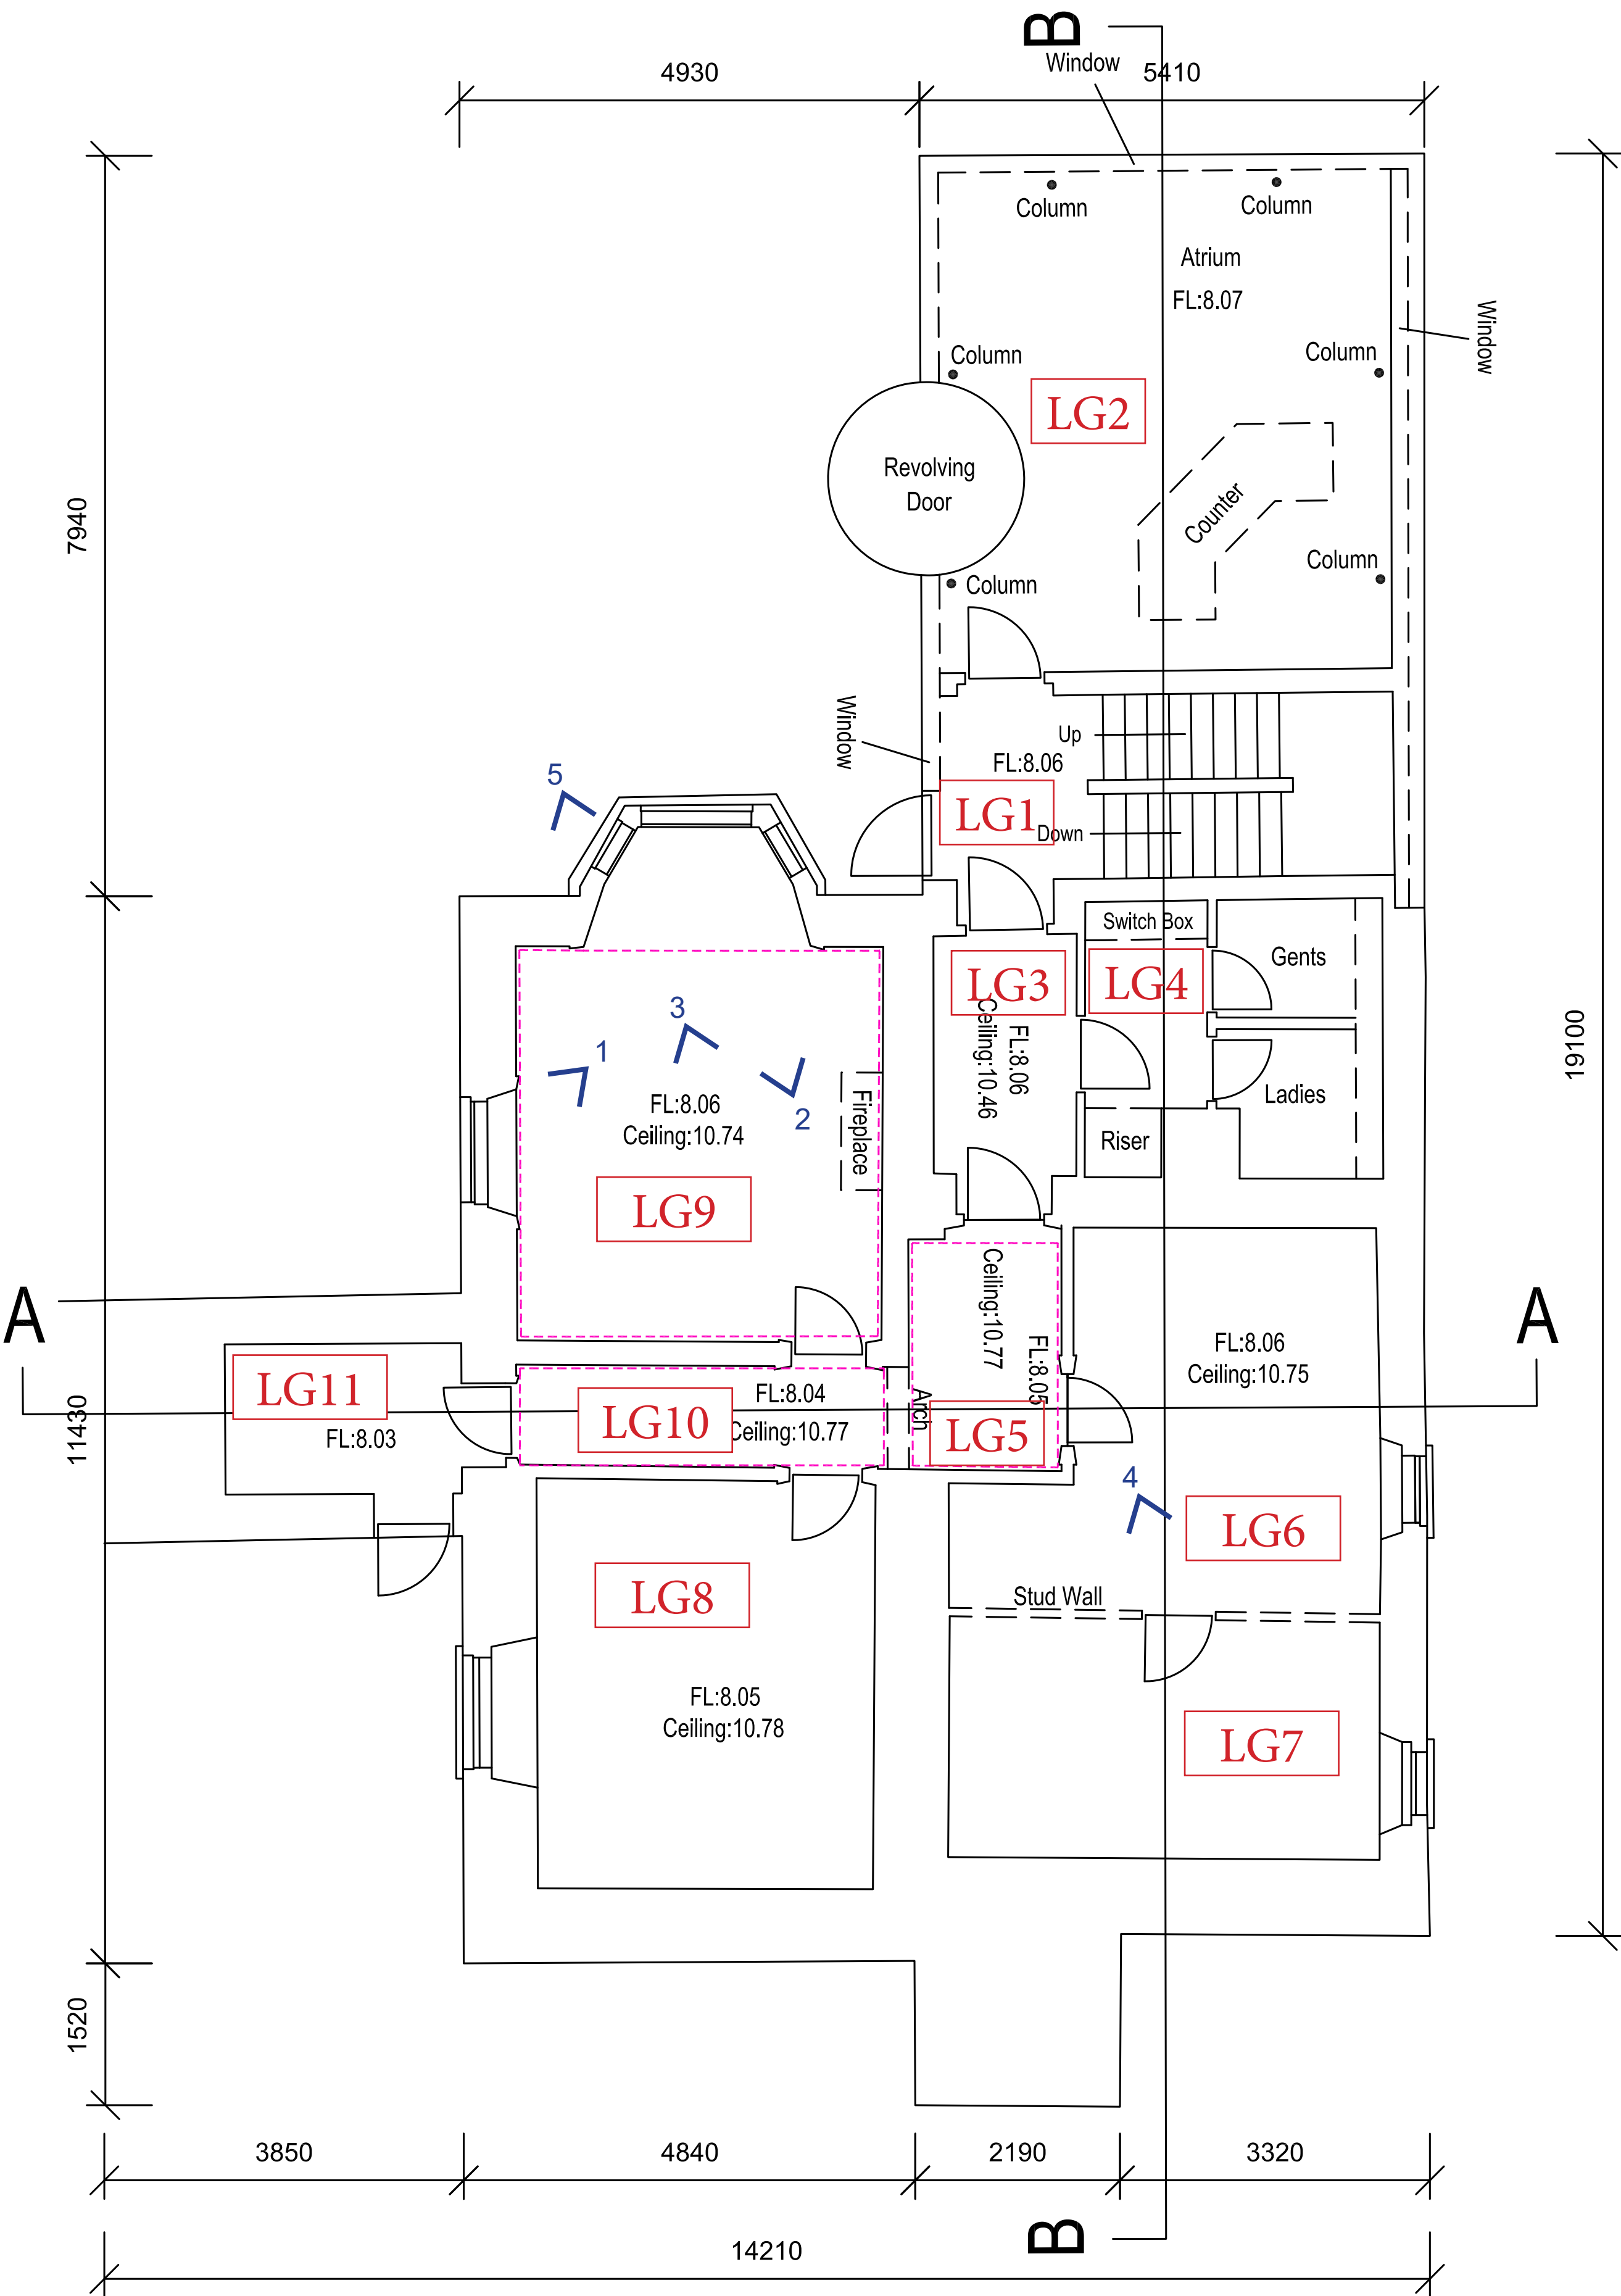 B
Window
4930
5410
Column
Column
Atrium
FL:8.07
Window
Column
Column
LG2
Revolving
Door
Counter
7940
Column
Column
Window
Up
FL:8.06
LG1
Down
5
Switch Box
Gents
LG3
LG4
Ceiling:10.46
FL:8.06
3
1
2
19100
FL:8.06
Ceiling:10.74
Fireplace
Ladies
Riser
LG9
Ceiling:10.77
FL:8.05
A
A
FL:8.06
Ceiling:10.75
LG11
FL:8.04
LG10
Ceiling:10.77
Arch
LG5
11430
FL:8.03
4
LG6
LG8
Stud Wall
FL:8.05
Ceiling:10.78
LG7
1520
3850
4840
2190
3320
B
14210